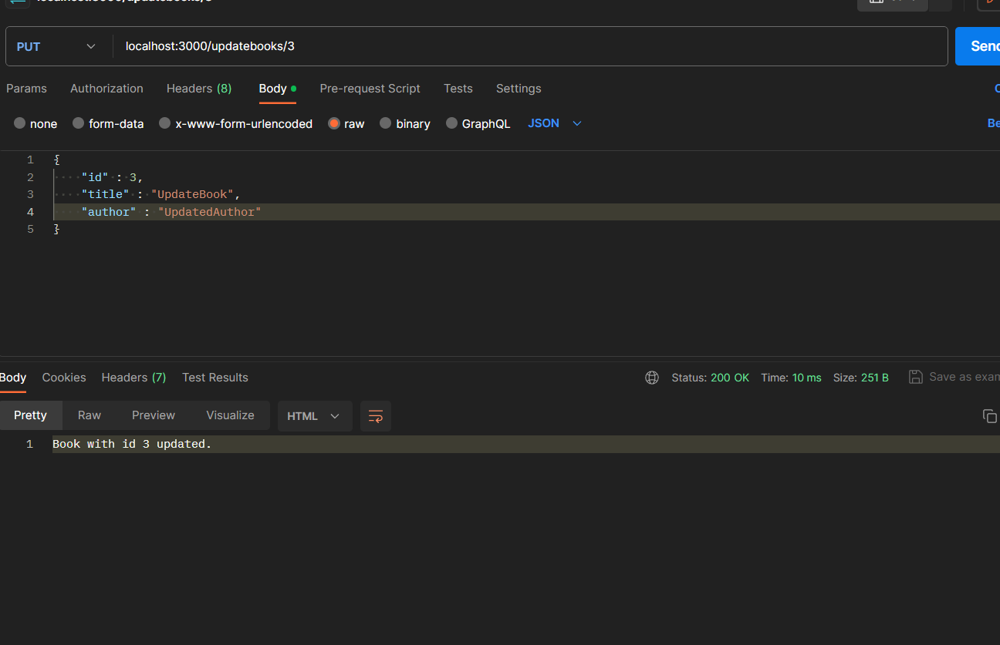 PUT
localhost:3000/updatebooks/3
Send
Params Authorization Headers (8) Body Pre-request Script Tests Settings
none form-data x-www-form-urlencoded raw binary GraphQL JSON Be
1 {
2 "id" : 3,
3 "title" : "UpdateBook",
4 "author" : "UpdatedAuthor"
5 }
Body Cookies Headers (7) Test Results Status: 200 OK Time: 10 ms Size: 251 B Save as exam
Pretty Raw Preview Visualize HTML
1 Book with id 3 updated.